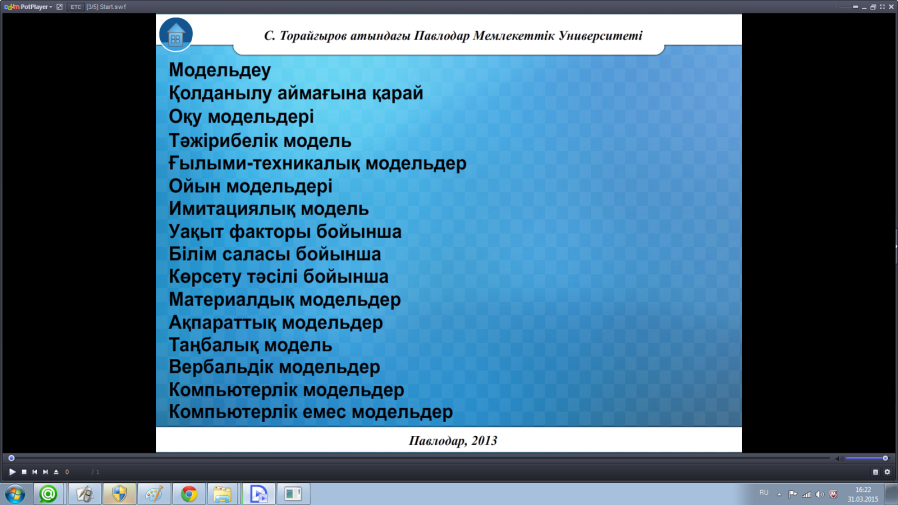 PotPlayer
ETC
[3/5] Start.swf
С. Торайғыров атындағы Павлодар Мемлекеттік Университеті
Модельдеу
Қолданылу аймағына қарай
Оқу модельдері
Тәжірибелік модель
Ғылыми-техникалық модельдер
Ойын модельдері
Имитациялық модель
Уақыт факторы бойынша
Білім саласы бойынша
Көрсету тәсілі бойынша
Материалдық модельдер
Ақпараттық модельдер
Таңбалық модель
Вербальдік модельдер
Компьютерлік модельдер
Компьютерлік емес модельдер
Павлодар, 2013
0
/ 1
RU
16:22
31.03.2015